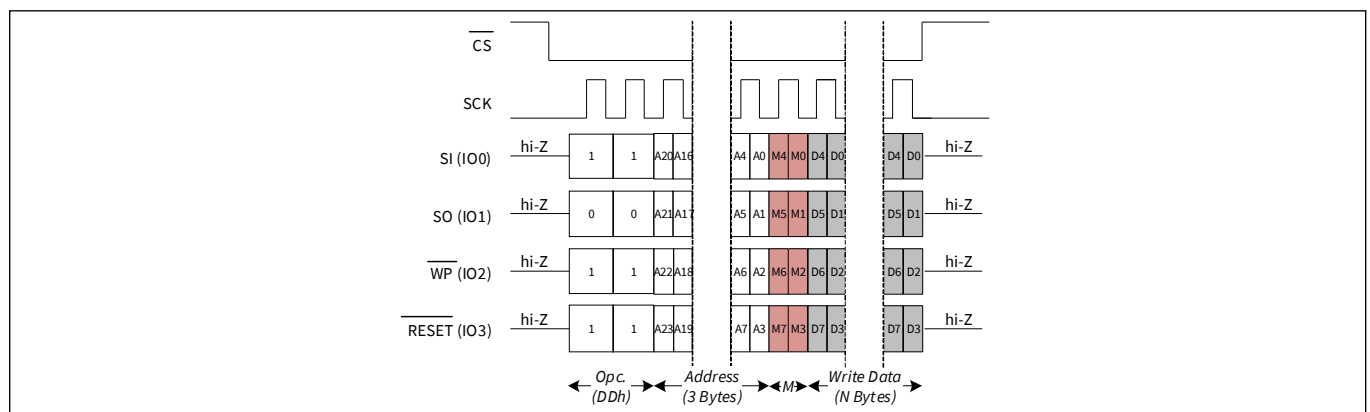 CS
SCK
SI (IO0) hi-Z 1 1 A20 A16 A4 A0 M4 M0 D4 D0 D4 D0 hi-Z
SO (IO1) hi-Z 0 0 A21 A17 A5 A1 M5 M1 D5 D1 D5 D1 hi-Z
WP (IO2) hi-Z 1 1 A22 A18 A6 A2 M6 M2 D6 D2 D6 D2 hi-Z
RESET (IO3) hi-Z 1 1 A23 A19 A7 A3 M7 M3 D7 D3 D7 D3 hi-Z
Opc. Address M Write Data
(DDh) (3 Bytes) (N Bytes)